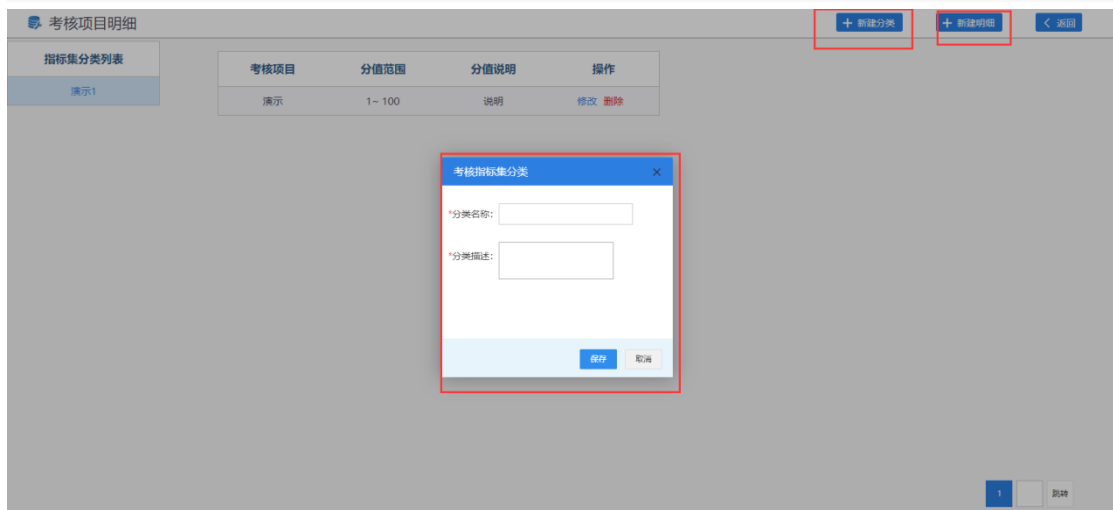 考核项目明细
+ 新建分类
+ 新建明细
返回
指标集分类列表
演示1
考核项目 分值范围 分值说明 操作
演示 1~ 100 说明 修改 删除
考核指标集分类
*分类名称:
*分类描述:
保存 取消
1 跳转